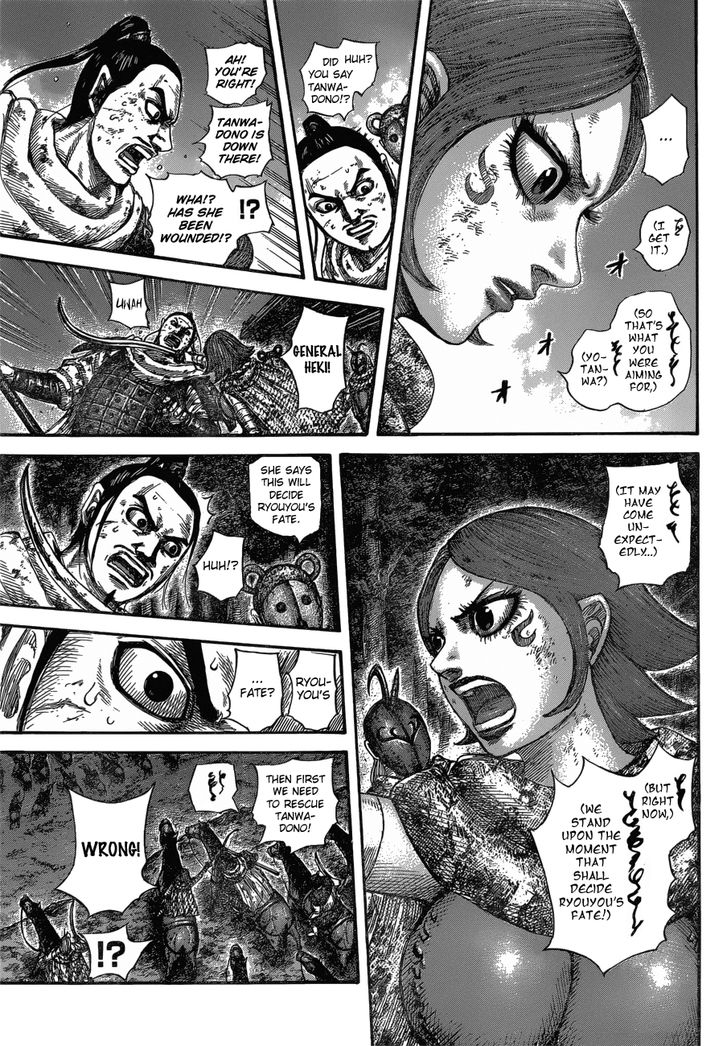 ...
(I
GET
IT.)
(SO
THAT'S
WHAT
YOU
WERE
AIMING
FOR,)
(YO-
TAN-
WA?)
HUH?
DID
YOU SAY
TANWA-
DONO!?
AH!
YOU'RE
RIGHT!
TANWA-
DONO IS
DOWN
THERE!
!?
WHA!?
HAS SHE
BEEN
WOUNDED!?
GENERAL
HEKI!
UWAH
(IT MAY
HAVE
COME
UN-
EXPECT-
EDLY..)
(BUT
RIGHT
NOW,)
(WE
STAND
UPON THE
MOMENT
THAT
SHALL
DECIDE
RYOUYOU'S
FATE!)
SHE SAYS
THIS WILL
DECIDE
RYOUYOU'S
FATE.
HUH!?
RYOU-
YOU'S
...
FATE?
THEN FIRST
WE NEED
TO RESCUE
TANWA-
DONO!
WRONG!
!?